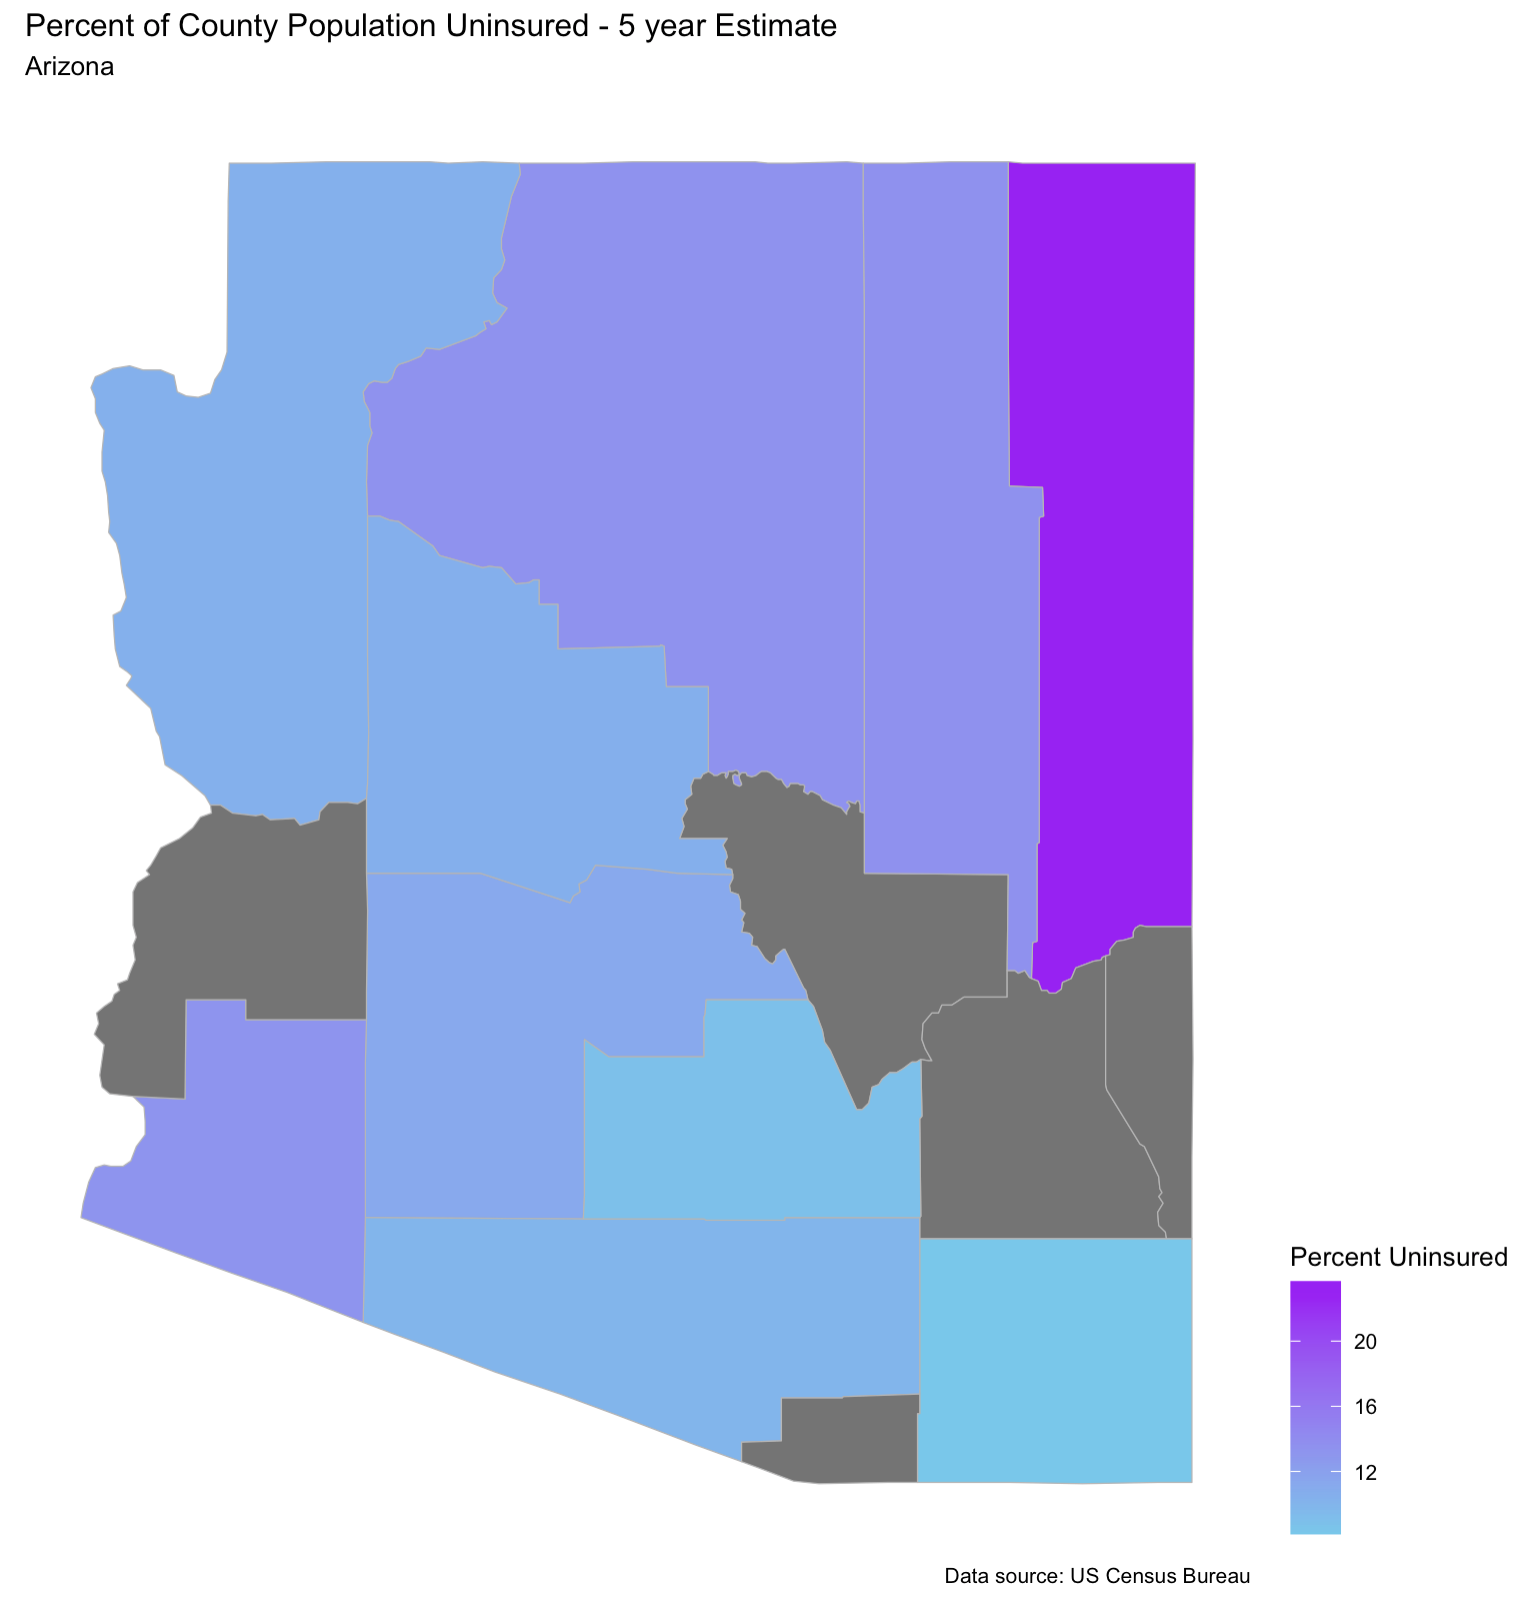 Percent of County Population Uninsured - 5 year Estimate
Arizona
Percent Uninsured
20
16
12
Data source: US Census Bureau